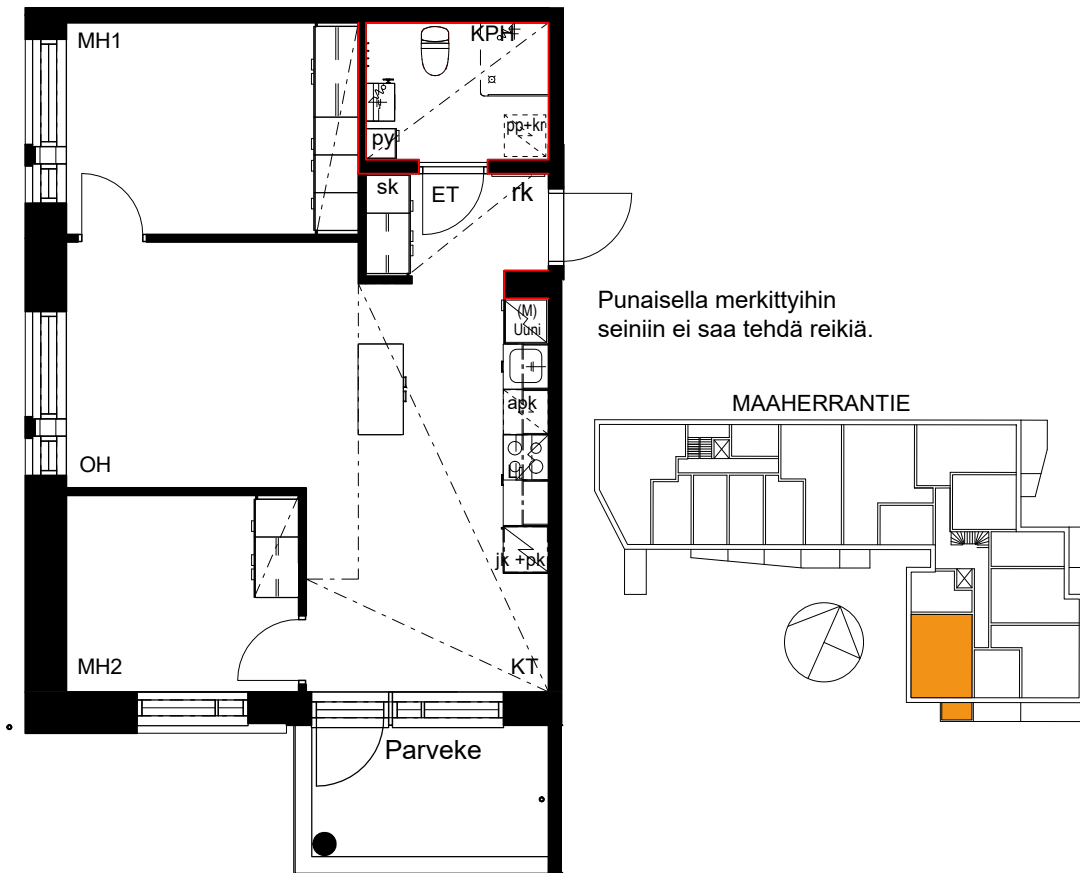 MH1
KPH
py
pp+kr
sk
ET
rk
(M)
Uuni
Punaisella merkittyihin
seiniin ei saa tehdä reikiä.
apk
MAAHERRANTIE
OH
jk +pk
MH2
KT
Parveke